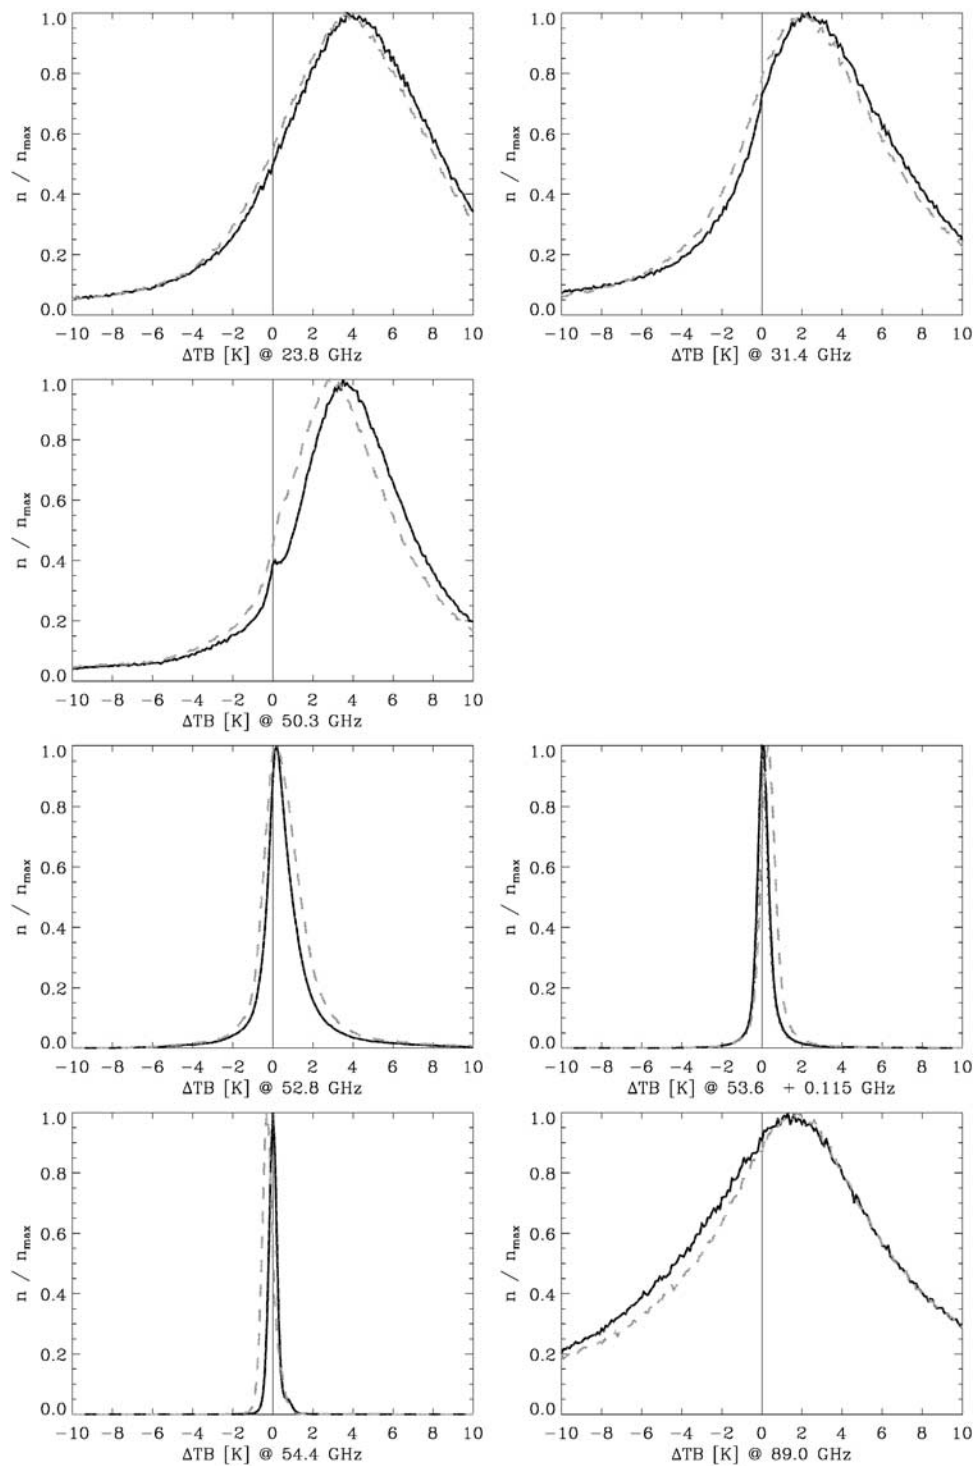 1.0 1.0
0.8 0.8
0.6 0.6
n / nmax n / nmax
0.4 0.4
0.2 0.2
0.0 0.0
-10 -8 -6 -4 -2 0 2 4 6 8 10 -10 -8 -6 -4 -2 0 2 4 6 8 10
ΔTB [K] @ 23.8 GHz ΔTB [K] @ 31.4 GHz
1.0
0.8
0.6
n / nmax
0.4
0.2
0.0
-10 -8 -6 -4 -2 0 2 4 6 8 10
ΔTB [K] @ 50.3 GHz
1.0 1.0
0.8 0.8
0.6 0.6
n / nmax n / nmax
0.4 0.4
0.2 0.2
0.0 0.0
-10 -8 -6 -4 -2 0 2 4 6 8 10 -10 -8 -6 -4 -2 0 2 4 6 8 10
ΔTB [K] @ 52.8 GHz ΔTB [K] @ 53.6 + 0.115 GHz
1.0 1.0
0.8 0.8
0.6 0.6
n / nmax n / nmax
0.4 0.4
0.2 0.2
0.0 0.0
-10 -8 -6 -4 -2 0 2 4 6 8 10 -10 -8 -6 -4 -2 0 2 4 6 8 10
ΔTB [K] @ 54.4 GHz ΔTB [K] @ 89.0 GHz